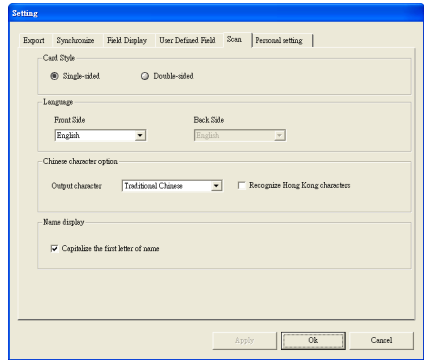 Setting
Export Synchronize Field Display User Defined Field Scan Personal setting
Card Style
Single-sided Double-sided
Language
Front Side Back Side
English English
Chinese character option
Output character Traditional Chinese Recognize Hong Kong characters
Name display
Capitalize the first letter of name
Apply Ok Cancel